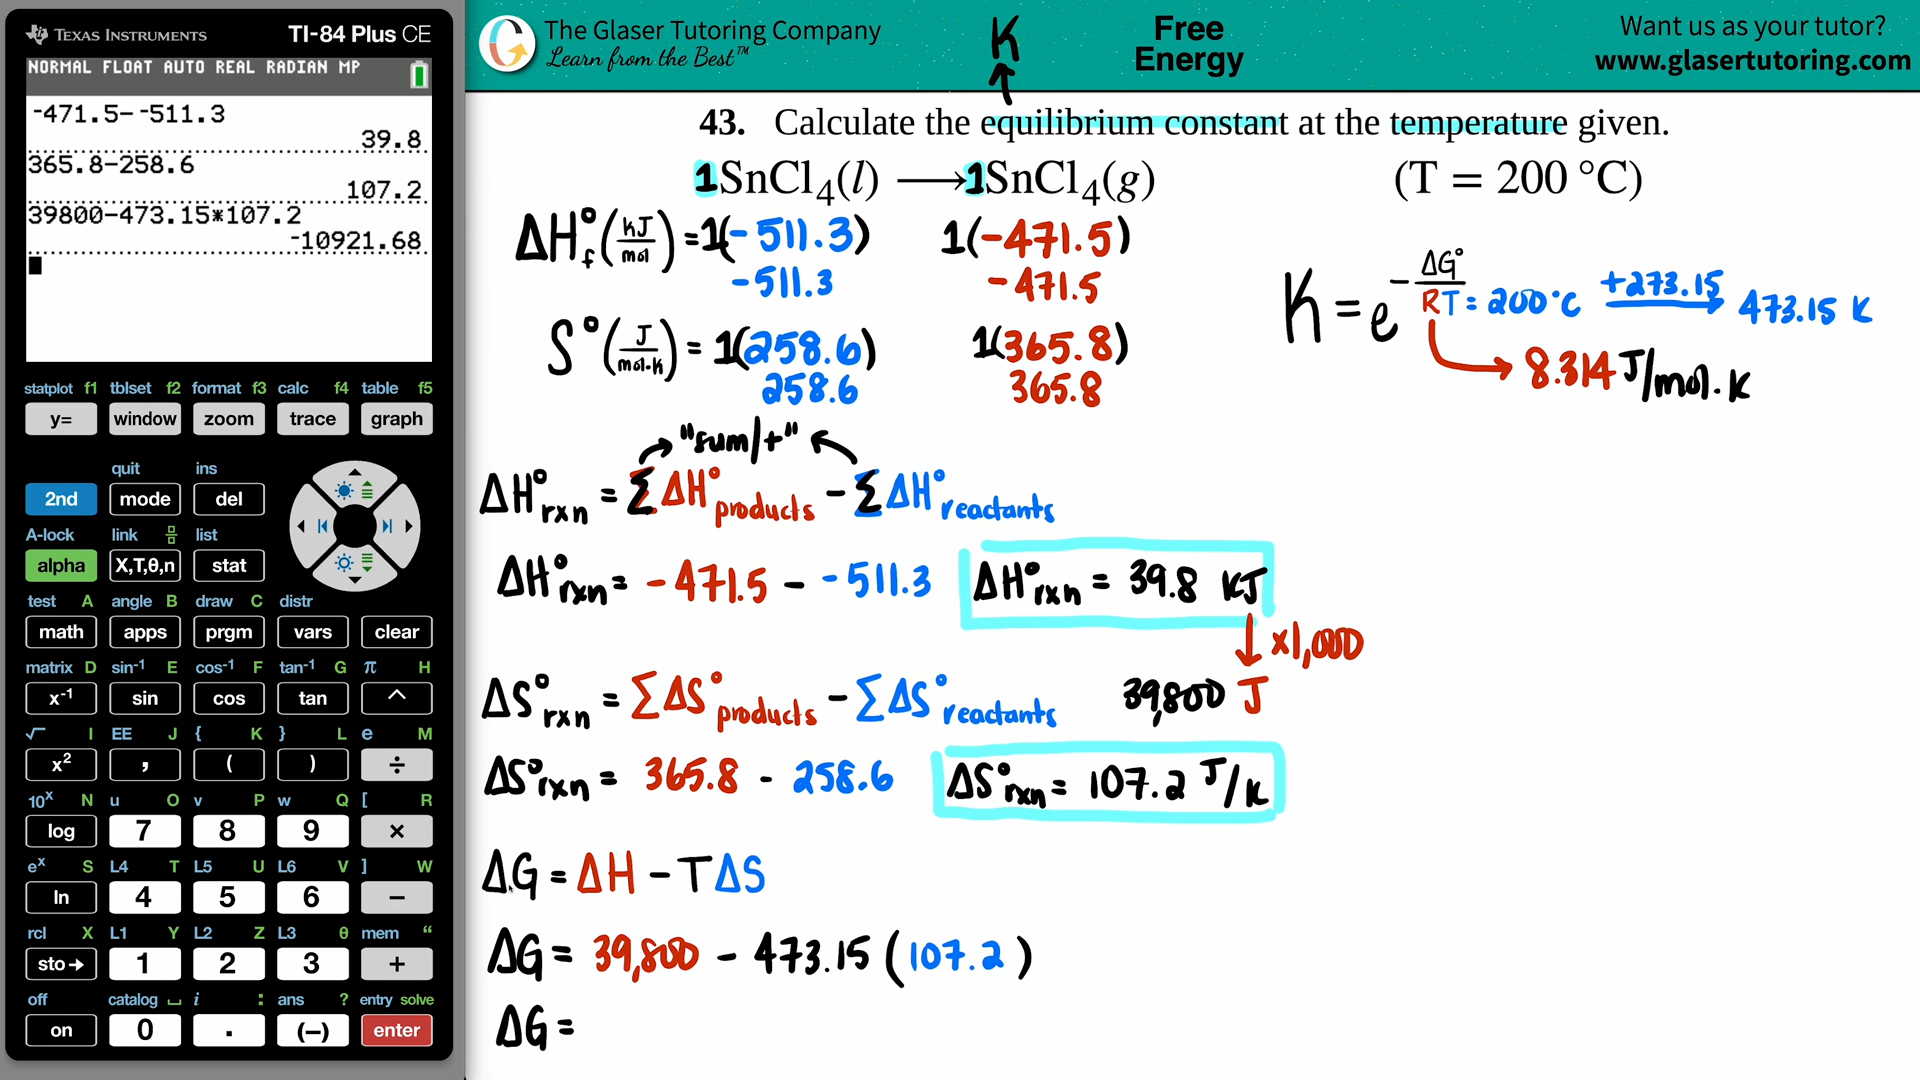 TEXAS INSTRUMENTS TI-84 Plus CE
NORMAL FLOAT AUTO REAL RADIAN MP
-471.5--511.3
39.8
365.8-258.6
107.2
39800-473.15*107.2
-10921.68
statplot f1 tblset f2 format f3 calc f4 table f5
y= window zoom trace graph
quit ins
2nd mode del
A-lock link list
alpha X,T,θ,n stat
test A angle B draw C distr
math apps prgm vars clear
matrix D sin⁻¹ E cos⁻¹ F tan⁻¹ G π H
x⁻¹ sin cos tan ^
√ I EE J { K } L e M
x² , ( ) ÷
10ˣ N u O v P w Q [ R
log 7 8 9 ×
eˣ S L4 T L5 U L6 V ] W
ln 4 5 6 −
rcl X L1 Y L2 Z L3 θ mem “
sto→ 1 2 3 +
off catalog ⎵ i : ans ? entry solve
on 0 . (−) enter
The Glaser Tutoring Company
Learn from the Best™
K
Free
Energy
Want us as your tutor?
www.glasertutoring.com
43. Calculate the equilibrium constant at the temperature given.
1SnCl₄(l) ⟶ 1SnCl₄(g) (T = 200 °C)
ΔH°f (kJ/mol) = 1(-511.3) 1(-471.5)
-511.3 -471.5
S° (J/mol·K) = 1(258.6) 1(365.8)
258.6 365.8
K = e^-ΔG°/RT = 200°C +273.15 → 473.15 K
8.314 J/mol·K
"sum/+"
ΔH°rxn = Σ ΔH°products - Σ ΔH°reactants
ΔH°rxn = -471.5 - -511.3 ΔH°rxn = 39.8 KJ
↓ ×1,000
39,800 J
ΔS°rxn = ΣΔS°products - ΣΔS°reactants
ΔS°rxn = 365.8 - 258.6 ΔS°rxn = 107.2 J/K
ΔG = ΔH - TΔS
ΔG = 39,800 - 473.15 (107.2)
ΔG =